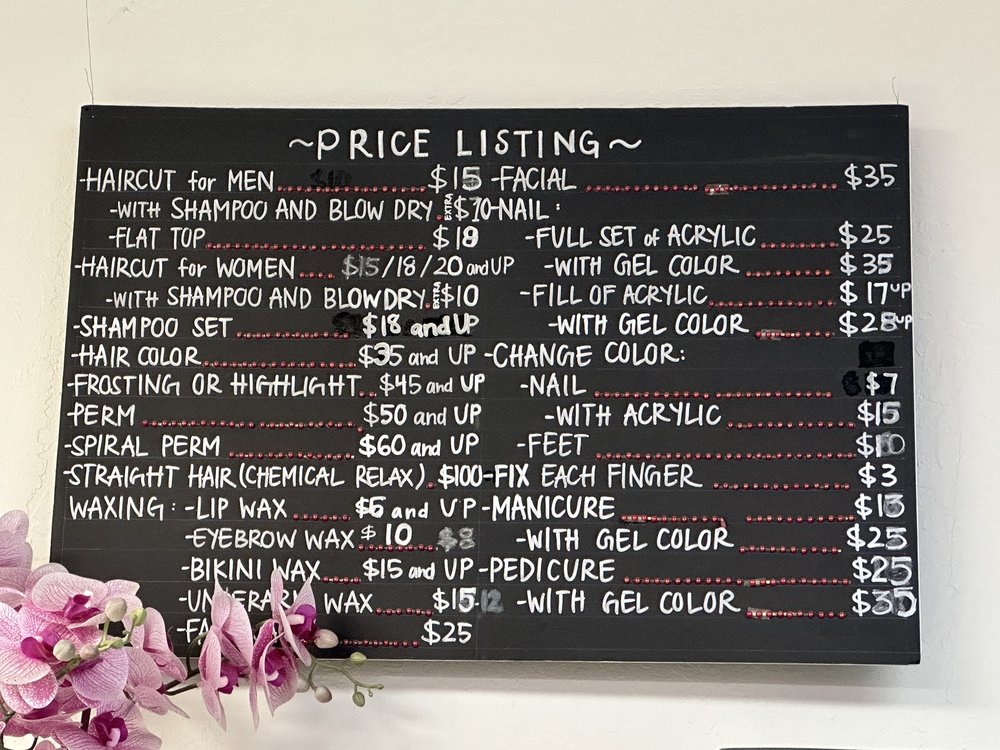 ~PRICE LISTING~
-HAIRCUT for MEN $15
-WITH SHAMPOO AND BLOW DRY. EXTRA $10
-FLAT TOP $18
-HAIRCUT for WOMEN $15/18/20 and UP
-WITH SHAMPOO AND BLOWDRY. EXTRA $10
-SHAMPOO SET $18 and UP
-HAIR COLOR $35 and UP
-FROSTING OR HIGHLIGHT $45 and UP
-PERM $50 and UP
-SPIRAL PERM $60 and UP
-STRAIGHT HAIR (CHEMICAL RELAX) $100
WAXING: -LIP WAX $6 and UP
-EYEBROW WAX $10
-BIKINI WAX $15 and UP
WAX $15
$25
-FACIAL $35
-NAIL:
-FULL SET of ACRYLIC $25
-WITH GEL COLOR $35
-FILL OF ACRYLIC $17 UP
-WITH GEL COLOR $28 UP
-CHANGE COLOR:
-NAIL $7
-WITH ACRYLIC $15
-FEET
-FIX EACH FINGER $3
-MANICURE
-WITH GEL COLOR $25
-PEDICURE $25
-WITH GEL COLOR $35